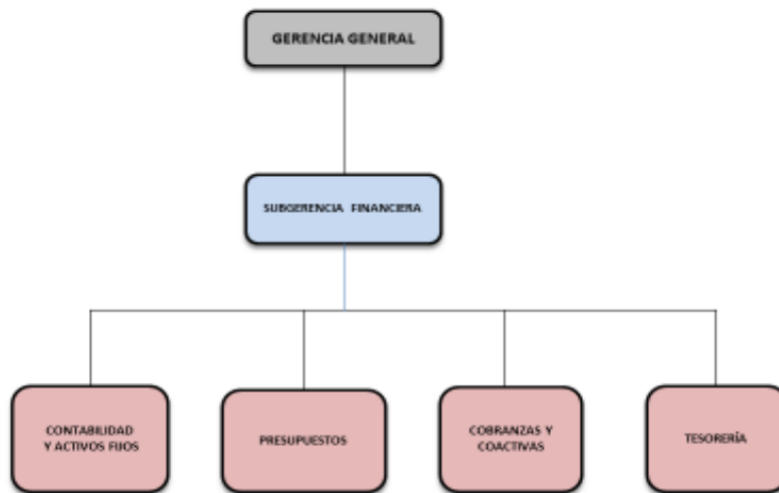 GERENCIA GENERAL
SUBGERENCIA FINANCIERA
CONTABILIDAD
Y ACTIVOS FIJOS
PRESUPUESTOS
COBRANZAS Y
COACTIVAS
TESORERÍA